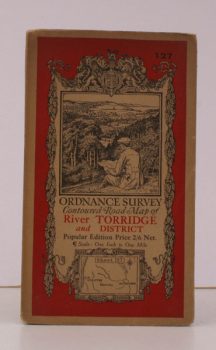 127
ORDNANCE SURVEY
Contoured Road Map of
River TORRIDGE
and DISTRICT
Popular Edition Price 2/6 Net.
¶ Scale: One Inch to One Mile